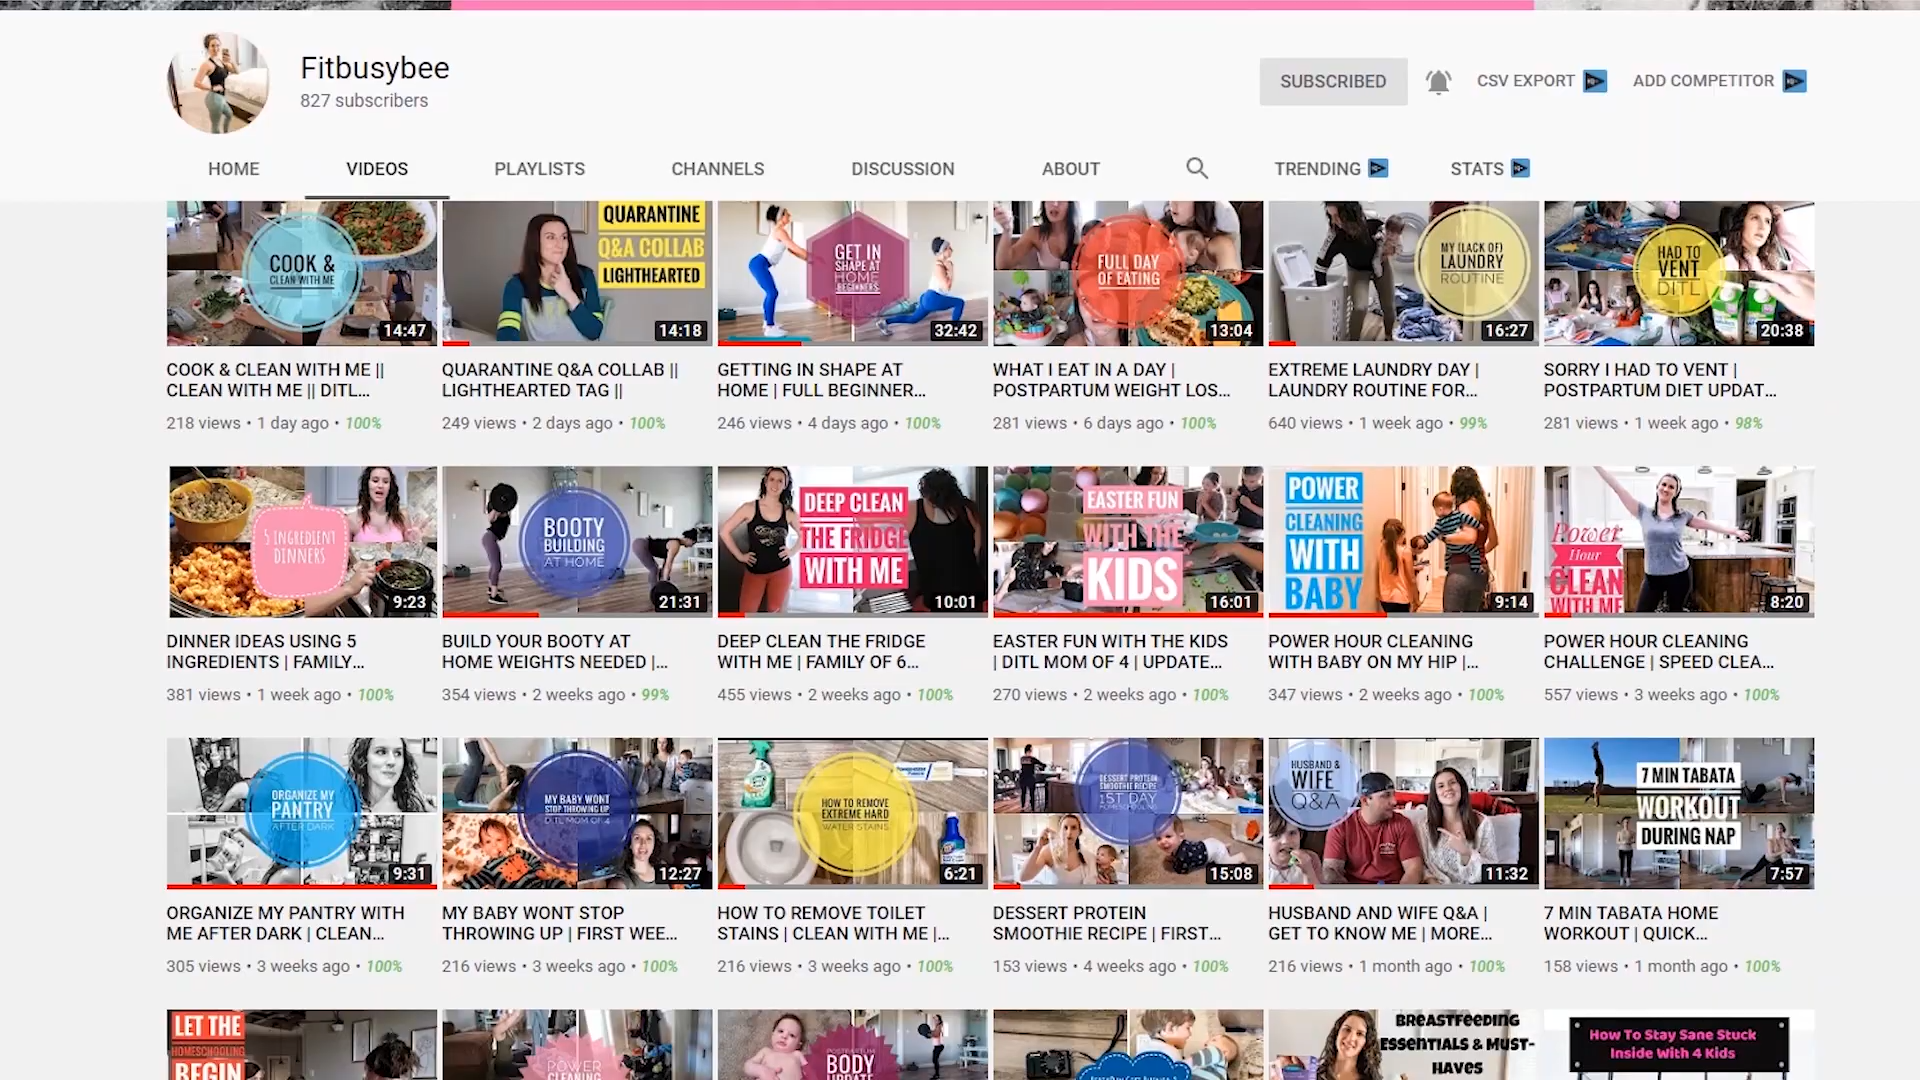 Fitbusybee
827 subscribers
SUBSCRIBED
CSV EXPORT
ADD COMPETITOR
HOME
VIDEOS
PLAYLISTS
CHANNELS
DISCUSSION
ABOUT
TRENDING
STATS
COOK &
CLEAN WITH ME
14:47
QUARANTINE
Q&A COLLAB
LIGHTHEARTED
14:18
GET IN
SHAPE AT
HOME
BEGINNERS
32:42
FULL DAY
OF EATING
13:04
MY (LACK OF)
LAUNDRY
ROUTINE
16:27
HAD TO
VENT
DITL
20:38
COOK & CLEAN WITH ME ||
CLEAN WITH ME || DITL...
218 views • 1 day ago • 100%
QUARANTINE Q&A COLLAB ||
LIGHTHEARTED TAG ||
249 views • 2 days ago • 100%
GETTING IN SHAPE AT
HOME | FULL BEGINNER...
246 views • 4 days ago • 100%
WHAT I EAT IN A DAY |
POSTPARTUM WEIGHT LOS...
281 views • 6 days ago • 100%
EXTREME LAUNDRY DAY |
LAUNDRY ROUTINE FOR...
640 views • 1 week ago • 99%
SORRY I HAD TO VENT |
POSTPARTUM DIET UPDAT...
281 views • 1 week ago • 98%
5 INGREDIENT
DINNERS
9:23
BOOTY
BUILDING
AT HOME
21:31
DEEP CLEAN
THE FRIDGE
WITH ME
10:01
EASTER FUN
WITH THE
KIDS
16:01
POWER
CLEANING
WITH
BABY
9:14
Power
Hour
CLEAN
WITH ME
8:20
DINNER IDEAS USING 5
INGREDIENTS | FAMILY...
381 views • 1 week ago • 100%
BUILD YOUR BOOTY AT
HOME WEIGHTS NEEDED |...
354 views • 2 weeks ago • 99%
DEEP CLEAN THE FRIDGE
WITH ME | FAMILY OF 6...
455 views • 2 weeks ago • 100%
EASTER FUN WITH THE KIDS
| DITL MOM OF 4 | UPDATE...
270 views • 2 weeks ago • 100%
POWER HOUR CLEANING
WITH BABY ON MY HIP |...
347 views • 2 weeks ago • 100%
POWER HOUR CLEANING
CHALLENGE | SPEED CLEA...
557 views • 3 weeks ago • 100%
ORGANIZE MY
PANTRY
AFTER DARK
9:31
MY BABY WONT
STOP THROWING UP
DITL MOM OF 4
12:27
HOW TO REMOVE
EXTREME HARD
WATER STAINS
6:21
DESSERT PROTEIN
SMOOTHIE RECIPE
1ST DAY
HOMESCHOOLING
15:08
HUSBAND &
WIFE
Q&A
11:32
7 MIN TABATA
WORKOUT
DURING NAP
7:57
ORGANIZE MY PANTRY WITH
ME AFTER DARK | CLEAN...
305 views • 3 weeks ago • 100%
MY BABY WONT STOP
THROWING UP | FIRST WEE...
216 views • 3 weeks ago • 100%
HOW TO REMOVE TOILET
STAINS | CLEAN WITH ME |...
216 views • 3 weeks ago • 100%
DESSERT PROTEIN
SMOOTHIE RECIPE | FIRST...
153 views • 4 weeks ago • 100%
HUSBAND AND WIFE Q&A |
GET TO KNOW ME | MORE...
216 views • 1 month ago • 100%
7 MIN TABATA HOME
WORKOUT | QUICK...
158 views • 1 month ago • 100%
LET THE
HOMESCHOOLING
BEGIN
POWER
CLEANING
POSTPARTUM
BODY
UPDATE
BREASTFEEDING
ESSENTIALS & MUST-
HAVES
How To Stay Sane Stuck
Inside With 4 Kids